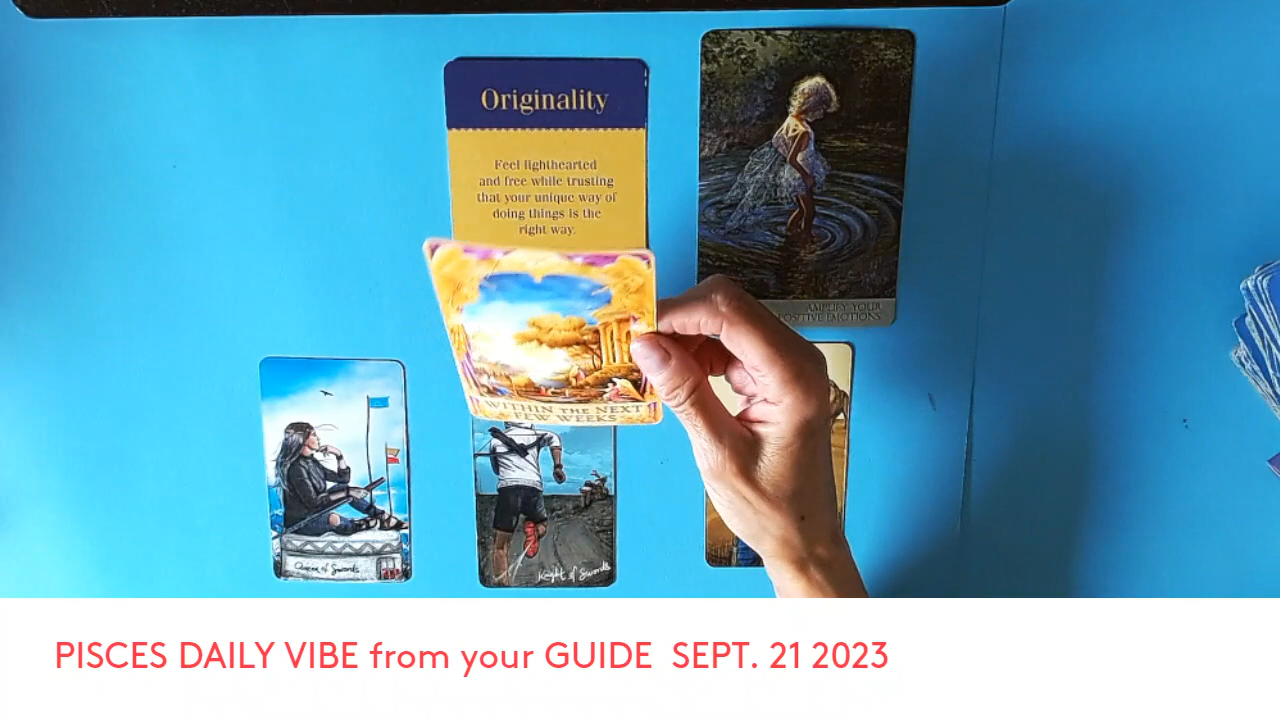 Originality
Feel lighthearted
and free while trusting
that your unique way of
doing things is the
right way.
AMPLIFY YOUR
POSITIVE EMOTIONS
WITHIN THE NEXT
FEW WEEKS
Queen of Swords
Knight of Swords
PISCES DAILY VIBE from your GUIDE SEPT. 21 2023